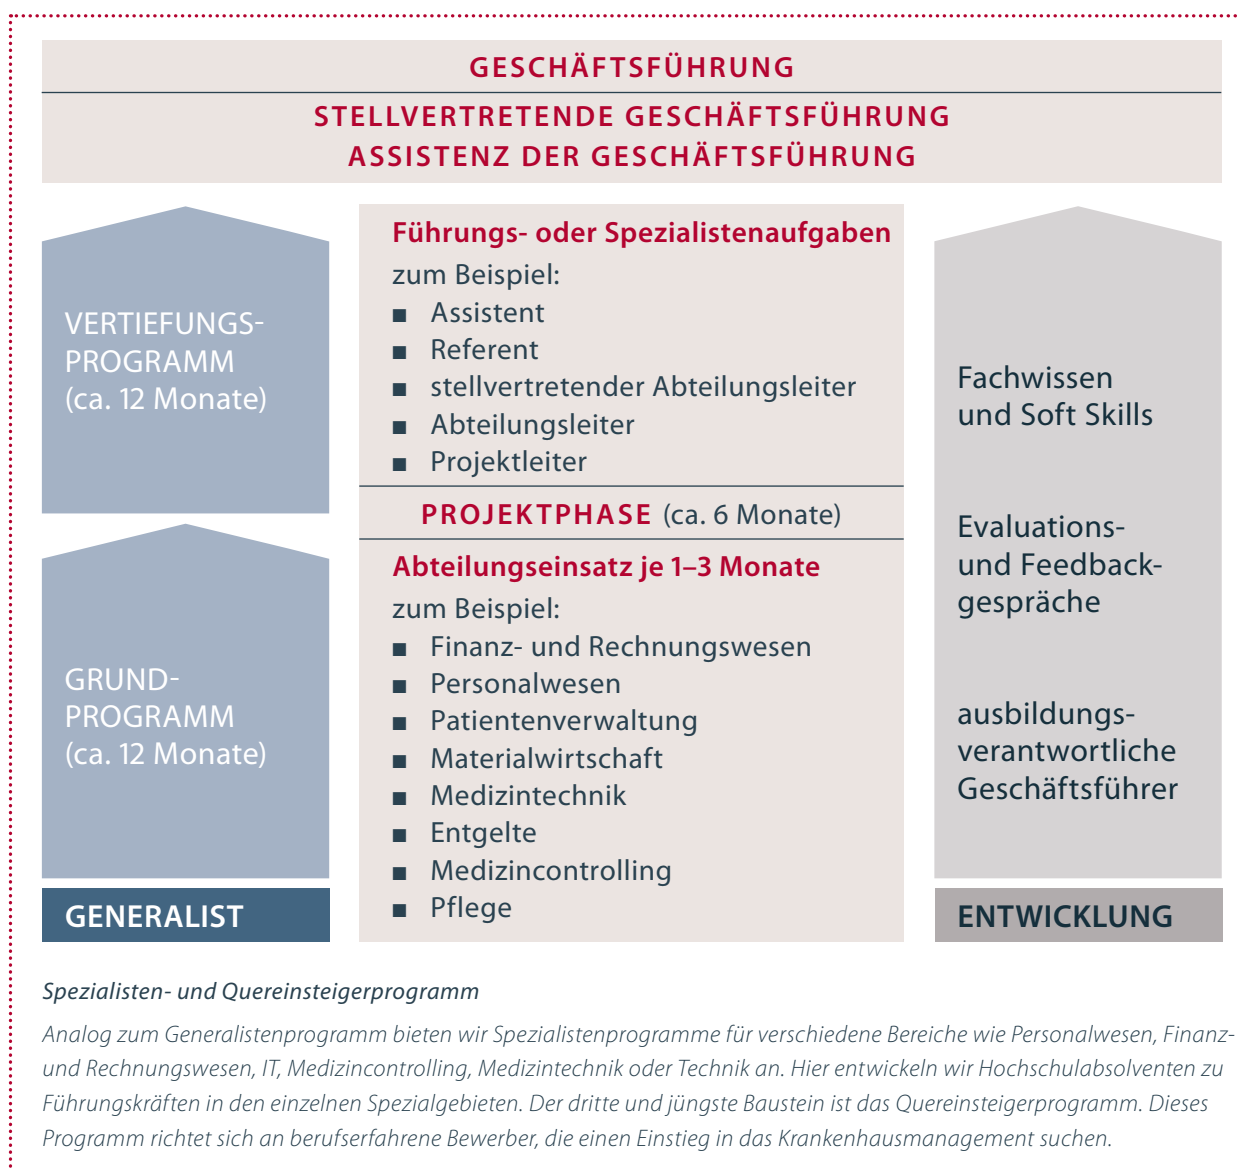 GESCHÄFTSFÜHRUNG
STELLVERTRETENDE GESCHÄFTSFÜHRUNG
ASSISTENZ DER GESCHÄFTSFÜHRUNG
VERTIEFUNGS-
PROGRAMM
(ca. 12 Monate)
GRUND-
PROGRAMM
(ca. 12 Monate)
GENERALIST
Führungs- oder Spezialistenaufgaben
zum Beispiel:
■ Assistent
■ Referent
■ stellvertretender Abteilungsleiter
■ Abteilungsleiter
■ Projektleiter
PROJEKTPHASE (ca. 6 Monate)
Abteilungseinsatz je 1–3 Monate
zum Beispiel:
■ Finanz- und Rechnungswesen
■ Personalwesen
■ Patientenverwaltung
■ Materialwirtschaft
■ Medizintechnik
■ Entgelte
■ Medizincontrolling
■ Pflege
Fachwissen
und Soft Skills
Evaluations-
und Feedback-
gespräche
ausbildungs-
verantwortliche
Geschäftsführer
ENTWICKLUNG
Spezialisten- und Quereinsteigerprogramm
Analog zum Generalistenprogramm bieten wir Spezialistenprogramme für verschiedene Bereiche wie Personalwesen, Finanz-
und Rechnungswesen, IT, Medizincontrolling, Medizintechnik oder Technik an. Hier entwickeln wir Hochschulabsolventen zu
Führungskräften in den einzelnen Spezialgebieten. Der dritte und jüngste Baustein ist das Quereinsteigerprogramm. Dieses
Programm richtet sich an berufserfahrene Bewerber, die einen Einstieg in das Krankenhausmanagement suchen.